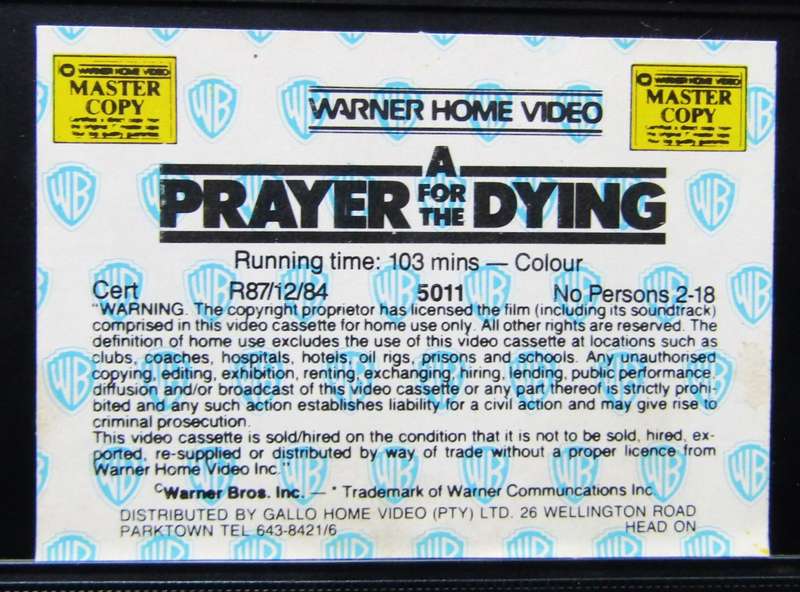 WARNER HOME VIDEO
MASTER
COPY
WARNER HOME VIDEO
WARNER HOME VIDEO
MASTER
COPY
A
PRAYER FOR THE DYING
Running time: 103 mins — Colour
Cert R87/12/84 5011 No Persons 2-18
"WARNING. The copyright proprietor has licensed the film (including its soundtrack)
comprised in this video cassette for home use only. All other rights are reserved. The
definition of home use excludes the use of this video cassette at locations such as
clubs, coaches, hospitals, hotels, oil rigs, prisons and schools. Any unauthorised
copying, editing, exhibition, renting, exchanging, hiring, lending, public performance,
diffusion and/or broadcast of this video cassette or any part thereof is strictly prohi-
bited and any such action establishes liability for a civil action and may give rise to
criminal prosecution.
This video cassette is sold/hired on the condition that it is not to be sold, hired, ex-
ported, re-supplied or distributed by way of trade without a proper licence from
Warner Home Video Inc."
©Warner Bros. Inc. — * Trademark of Warner Communcations Inc
DISTRIBUTED BY GALLO HOME VIDEO (PTY) LTD. 26 WELLINGTON ROAD
PARKTOWN TEL 643-8421/6 HEAD ON